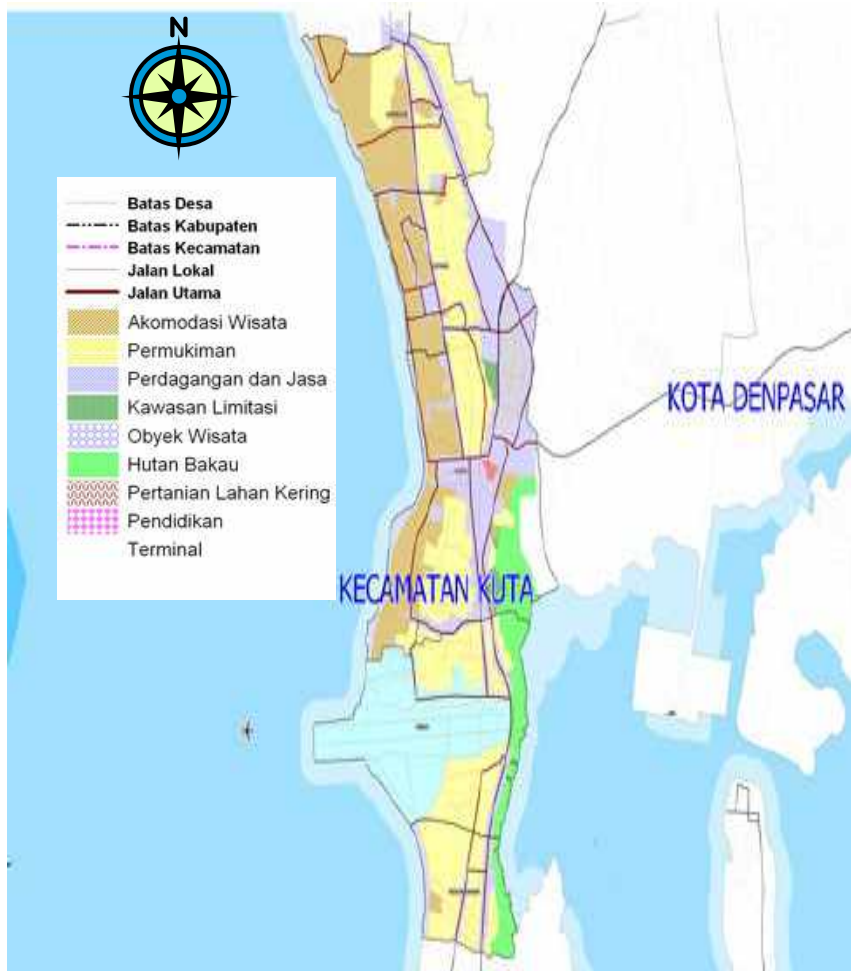 N
Batas Desa
Batas Kabupaten
Batas Kecamatan
Jalan Lokal
Jalan Utama
Akomodasi Wisata
Permukiman
Perdagangan dan Jasa
Kawasan Limitasi
Obyek Wisata
Hutan Bakau
Pertanian Lahan Kering
Pendidikan
Terminal
KOTA DENPASAR
KECAMATAN KUTA